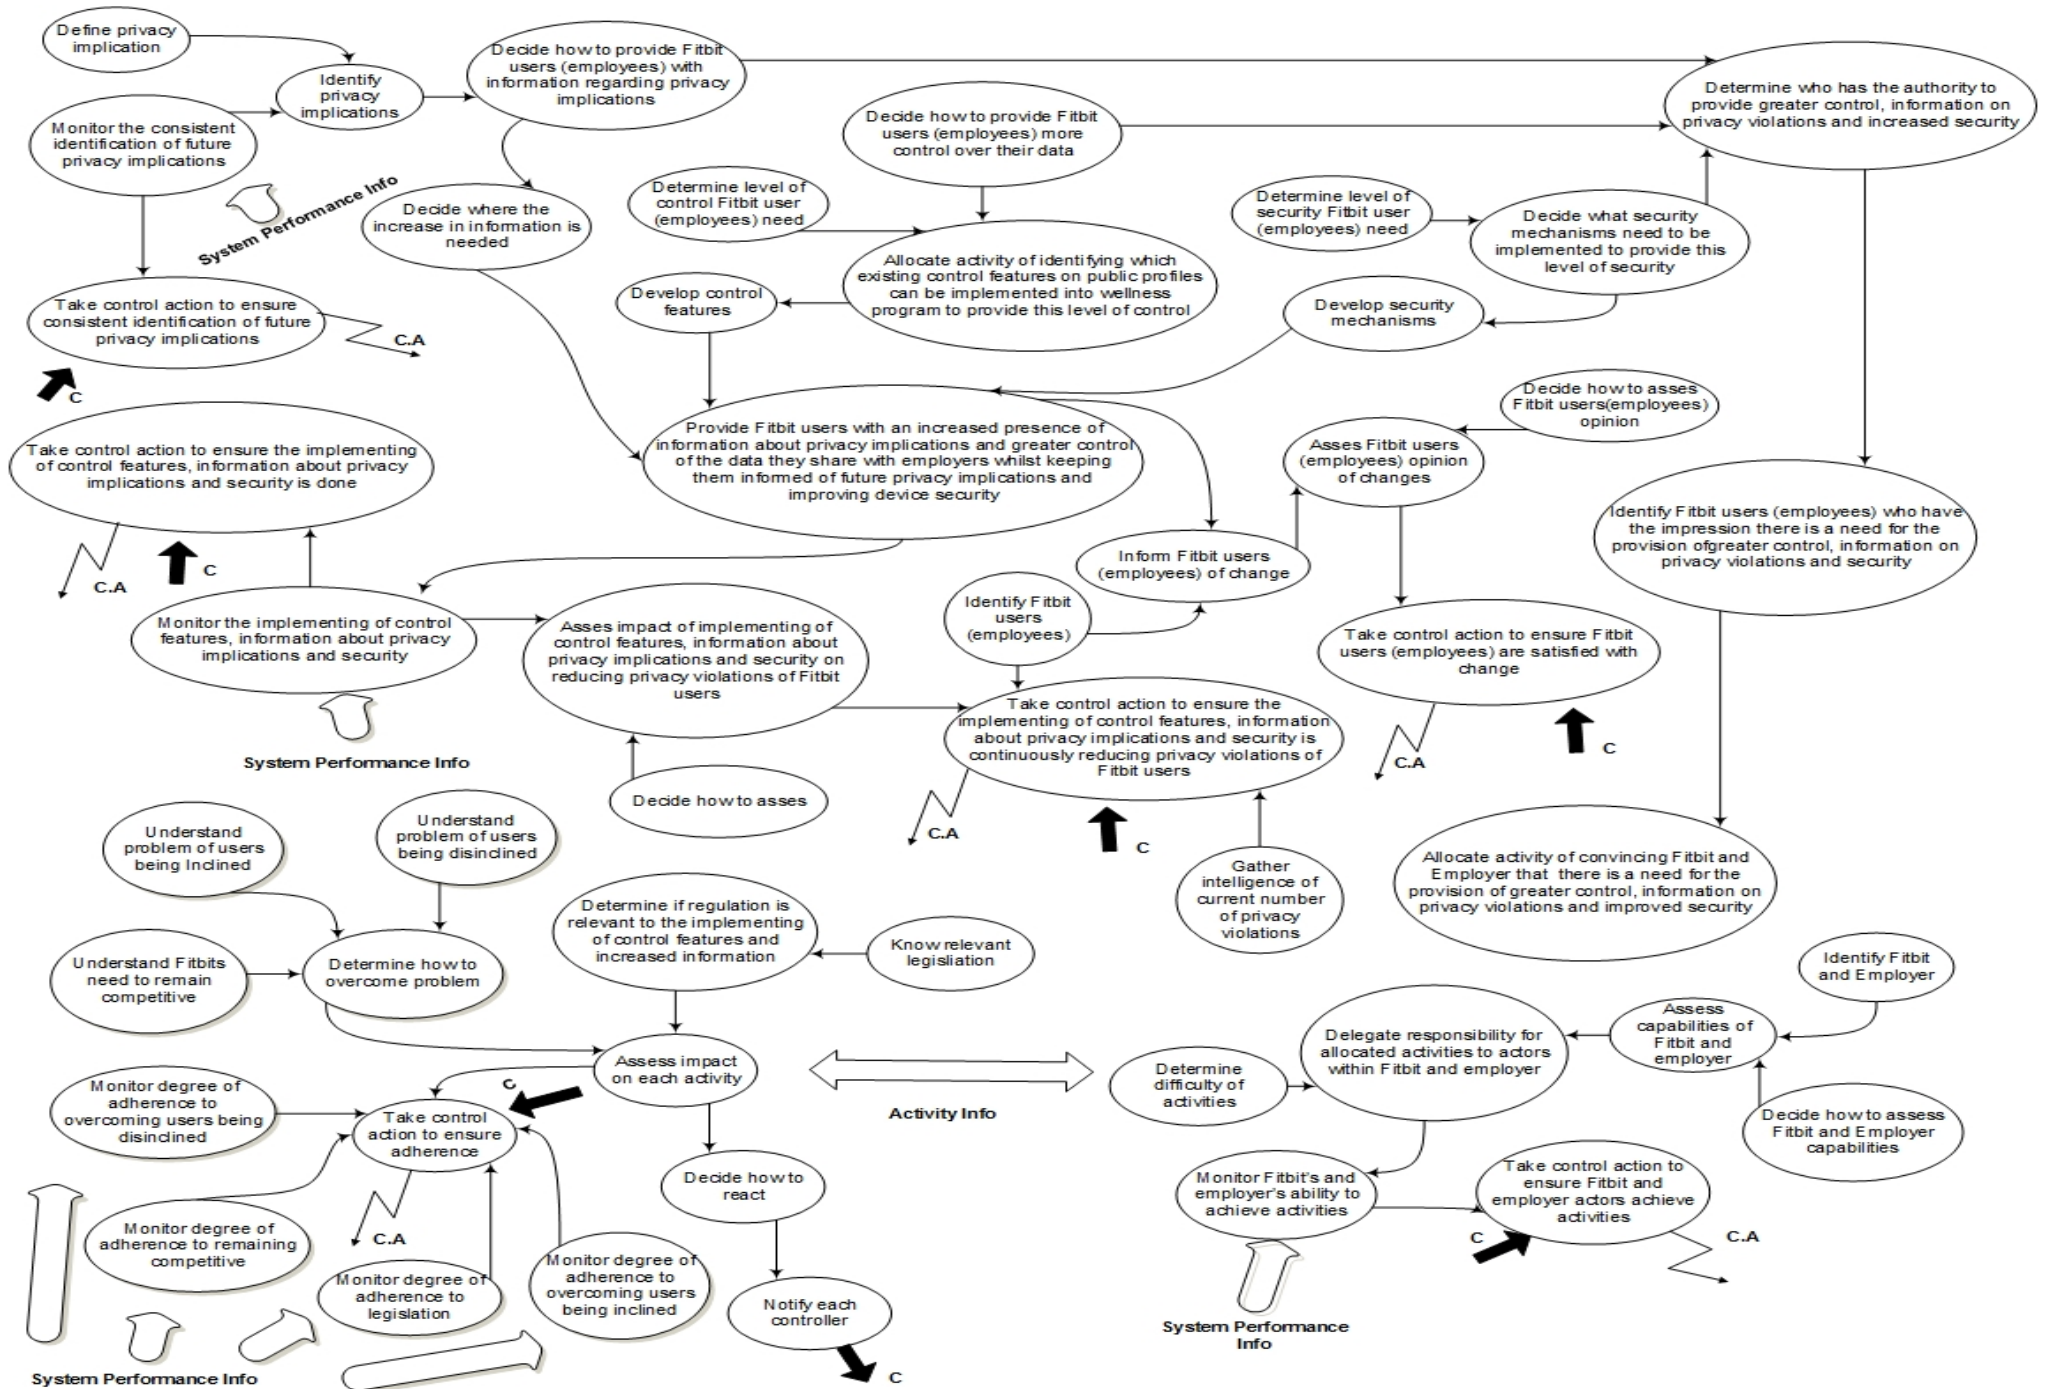 Define privacy
implication
Identify
privacy
implications
Monitor the consistent
identification of future
privacy implications
System Performance Info
Take control action to ensure
consistent identification of future
privacy implications
C.A
C
Decide how to provide Fitbit
users (employees) with
information regarding privacy
implications
Decide where the
increase in information is
needed
Decide how to provide Fitbit
users (employees) more
control over their data
Determine level of
control Fitbit user
(employees) need
Allocate activity of identifying which
existing control features on public profiles
can be implemented into wellness
program to provide this level of control
Develop control
features
Determine who has the authority to
provide greater control, information on
privacy violations and increased security
Determine level of
security Fitbit user
(employees) need
Decide what security
mechanisms need to be
implemented to provide this
level of security
Develop security
mechanisms
Take control action to ensure the implementing
of control features, information about privacy
implications and security is done
C.A
C
Provide Fitbit users with an increased presence of
information about privacy implications and greater control
of the data they share with employers whilst keeping
them informed of future privacy implications and
improving device security
Decide how to asses
Fitbit users(employees)
opinion
Asses Fitbit users
(employees) opinion
of changes
Identify Fitbit users (employees) who have
the impression there is a need for the
provision ofgreater control, information on
privacy violations and security
Inform Fitbit users
(employees) of change
Identify Fitbit
users
(employees)
Monitor the implementing of control
features, information about privacy
implications and security
System Performance Info
Asses impact of implementing of
control features, information about
privacy implications and security on
reducing privacy violations of Fitbit
users
Decide how to asses
Take control action to ensure the
implementing of control features, information
about privacy implications and security is
continuously reducing privacy violations of
Fitbit users
C.A
C
Take control action to ensure Fitbit
users (employees) are satisfied with
change
C.A
C
Gather
intelligence of
current number
of privacy
violations
Allocate activity of convincing Fitbit and
Employer that there is a need for the
provision of greater control, information on
privacy violations and improved security
Understand
problem of users
being Inclined
Understand
problem of users
being disinclined
Understand Fitbits
need to remain
competitive
Determine how to
overcome problem
Determine if regulation is
relevant to the implementing
of control features and
increased information
Know relevant
legisliation
Assess impact
on each activity
Monitor degree of
adherence to
overcoming users being
disinclined
C
Take control
action to ensure
adherence
C.A
Monitor degree of
adherence to remaining
competitive
Monitor degree of
adherence to
legislation
Monitor degree of
adherence to
overcoming users
being inclined
System Performance Info
Decide how to
react
Notify each
controller
C
Activity Info
Identify Fitbit
and Employer
Assess
capabilities of
Fitbit and
employer
Delegate responsibility for
allocated activities to actors
within Fitbit and employer
Determine
difficulty of
activities
Decide how to assess
Fitbit and Employer
capabilities
Monitor Fitbit's and
employer's ability to
achieve activities
Take control action to
ensure Fitbit and
employer actors achieve
activities
C
C.A
System Performance
Info